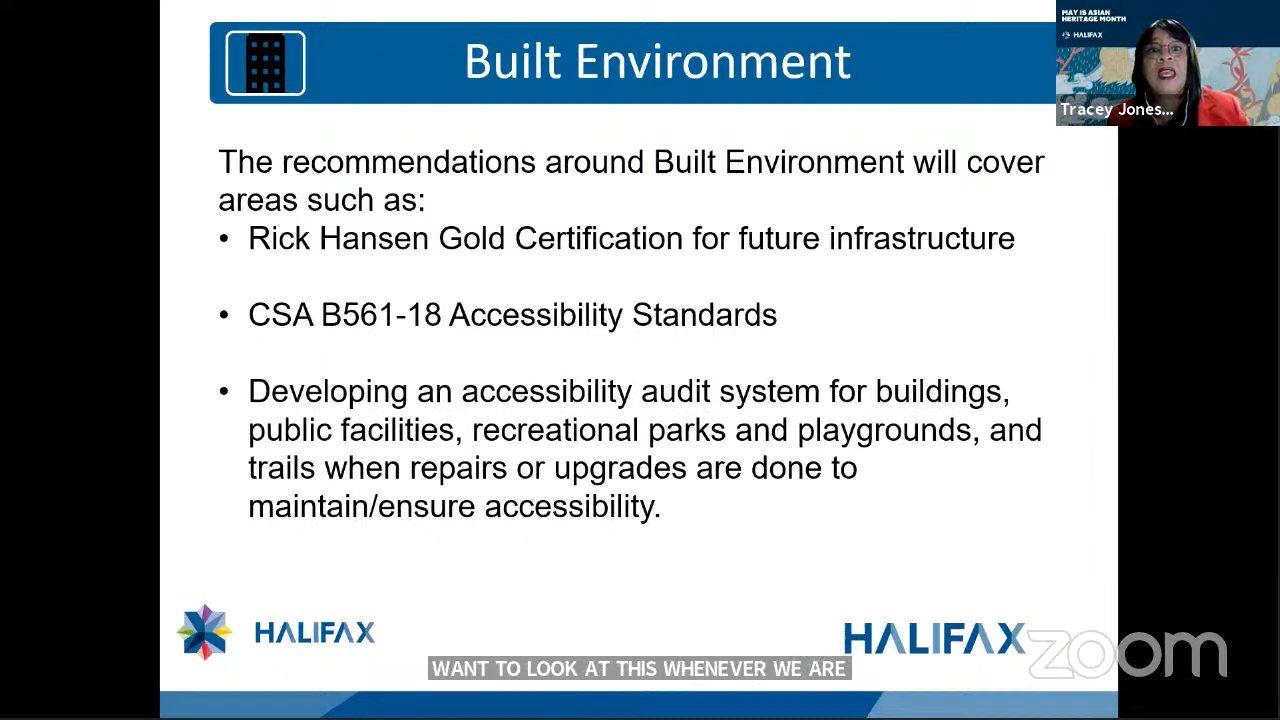 Built Environment
MAY IS ASIAN
HERITAGE MONTH
HALIFAX
Tracey Jones...
The recommendations around Built Environment will cover
areas such as:
• Rick Hansen Gold Certification for future infrastructure
• CSA B561-18 Accessibility Standards
• Developing an accessibility audit system for buildings,
public facilities, recreational parks and playgrounds, and
trails when repairs or upgrades are done to
maintain/ensure accessibility.
HALIFAX
HALIFAX
zoom
WANT TO LOOK AT THIS WHENEVER WE ARE